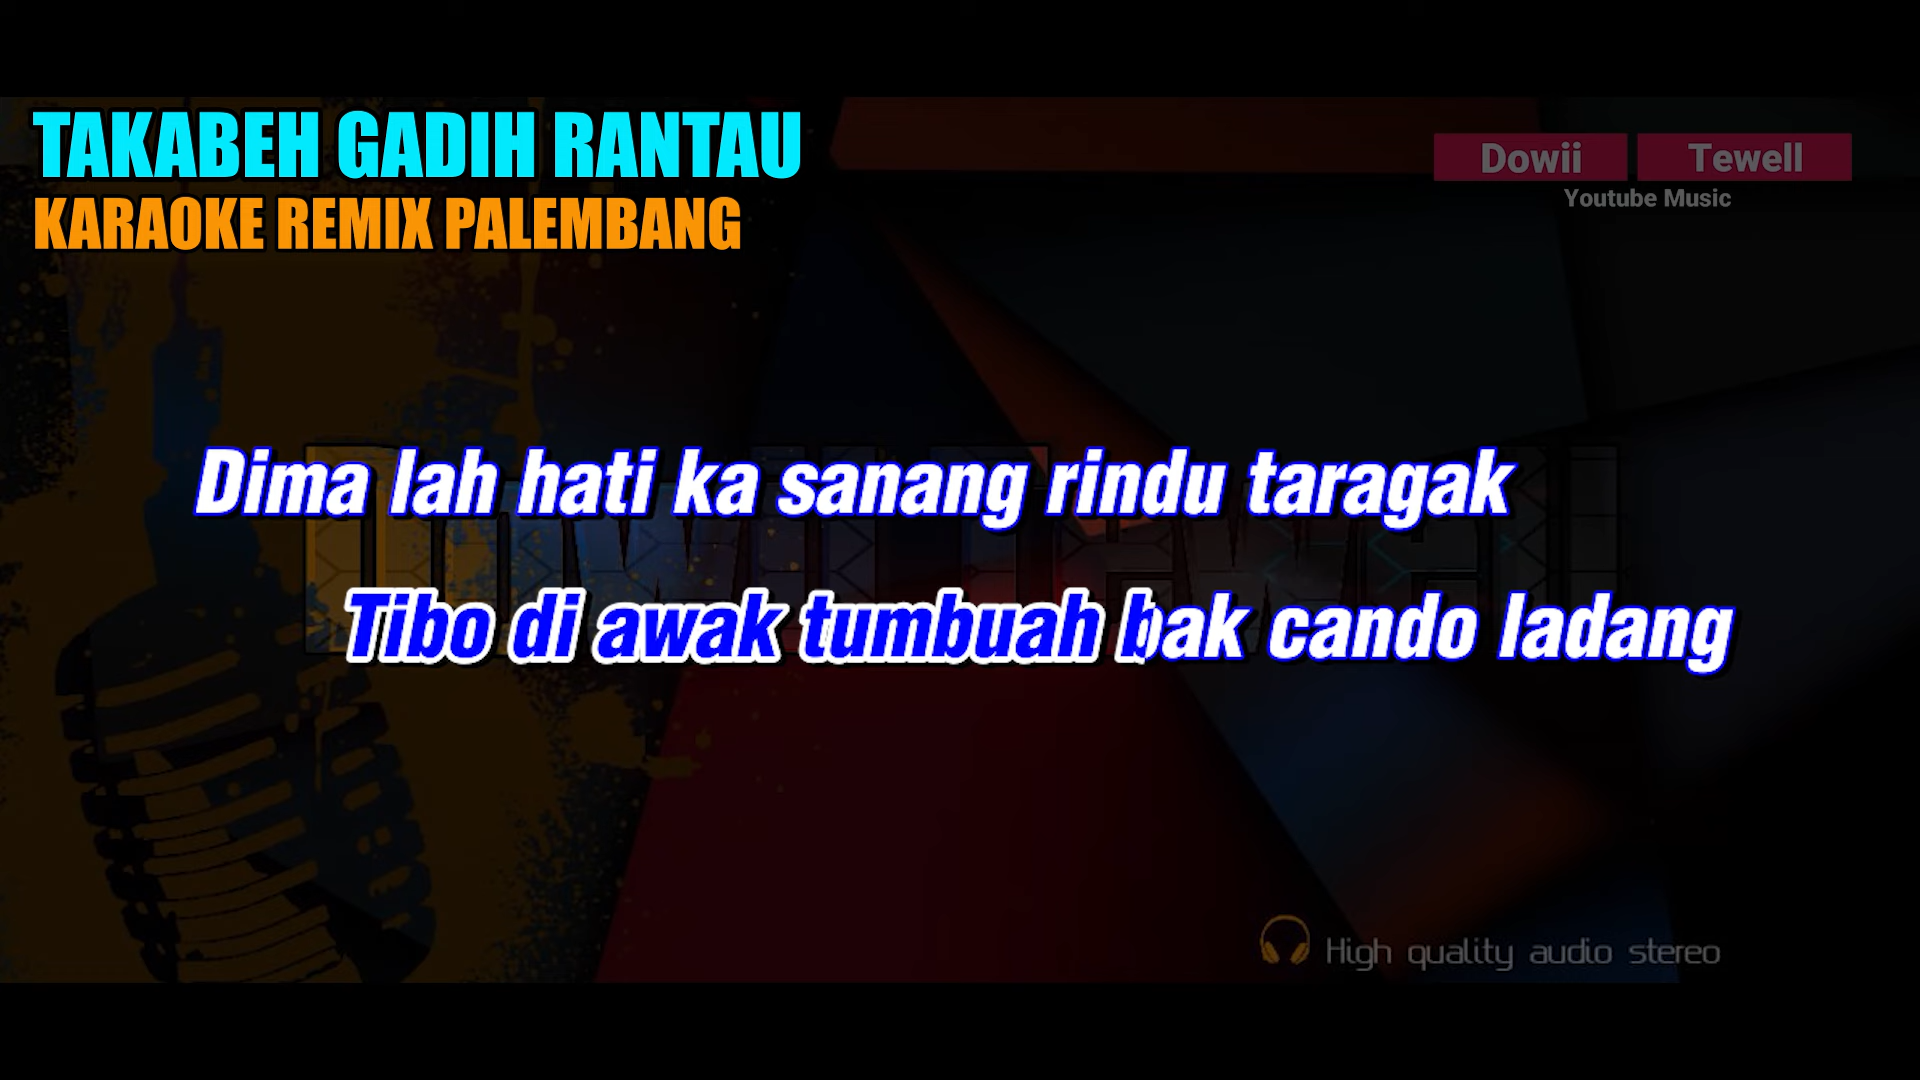 TAKABEH GADIH RANTAU
KARAOKE REMIX PALEMBANG
Dowii Tewell
Youtube Music
Dima lah hati ka sanang rindu taragak
Tibo di awak tumbuah bak cando ladang
High quality audio stereo